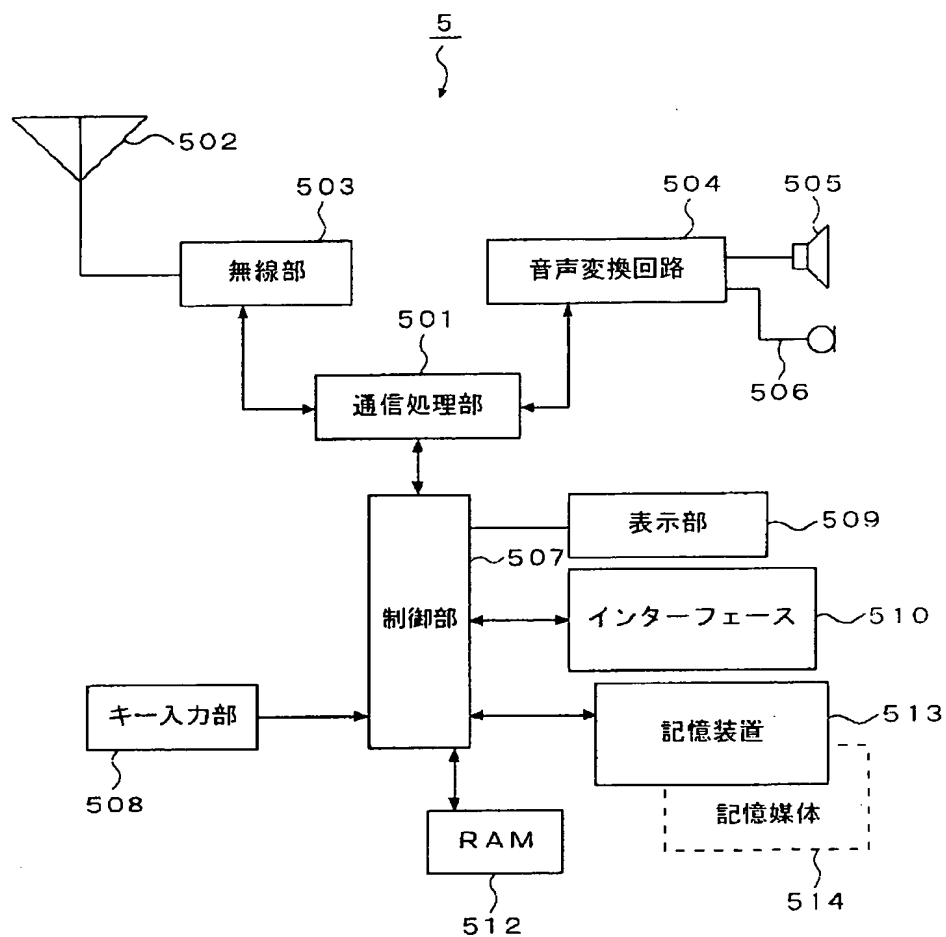 5
502
503
無線部
504
音声変換回路
505
506
501
通信処理部
制御部
507
表示部
509
インターフェース
510
キー入力部
508
記憶装置
513
記憶媒体
514
RAM
512